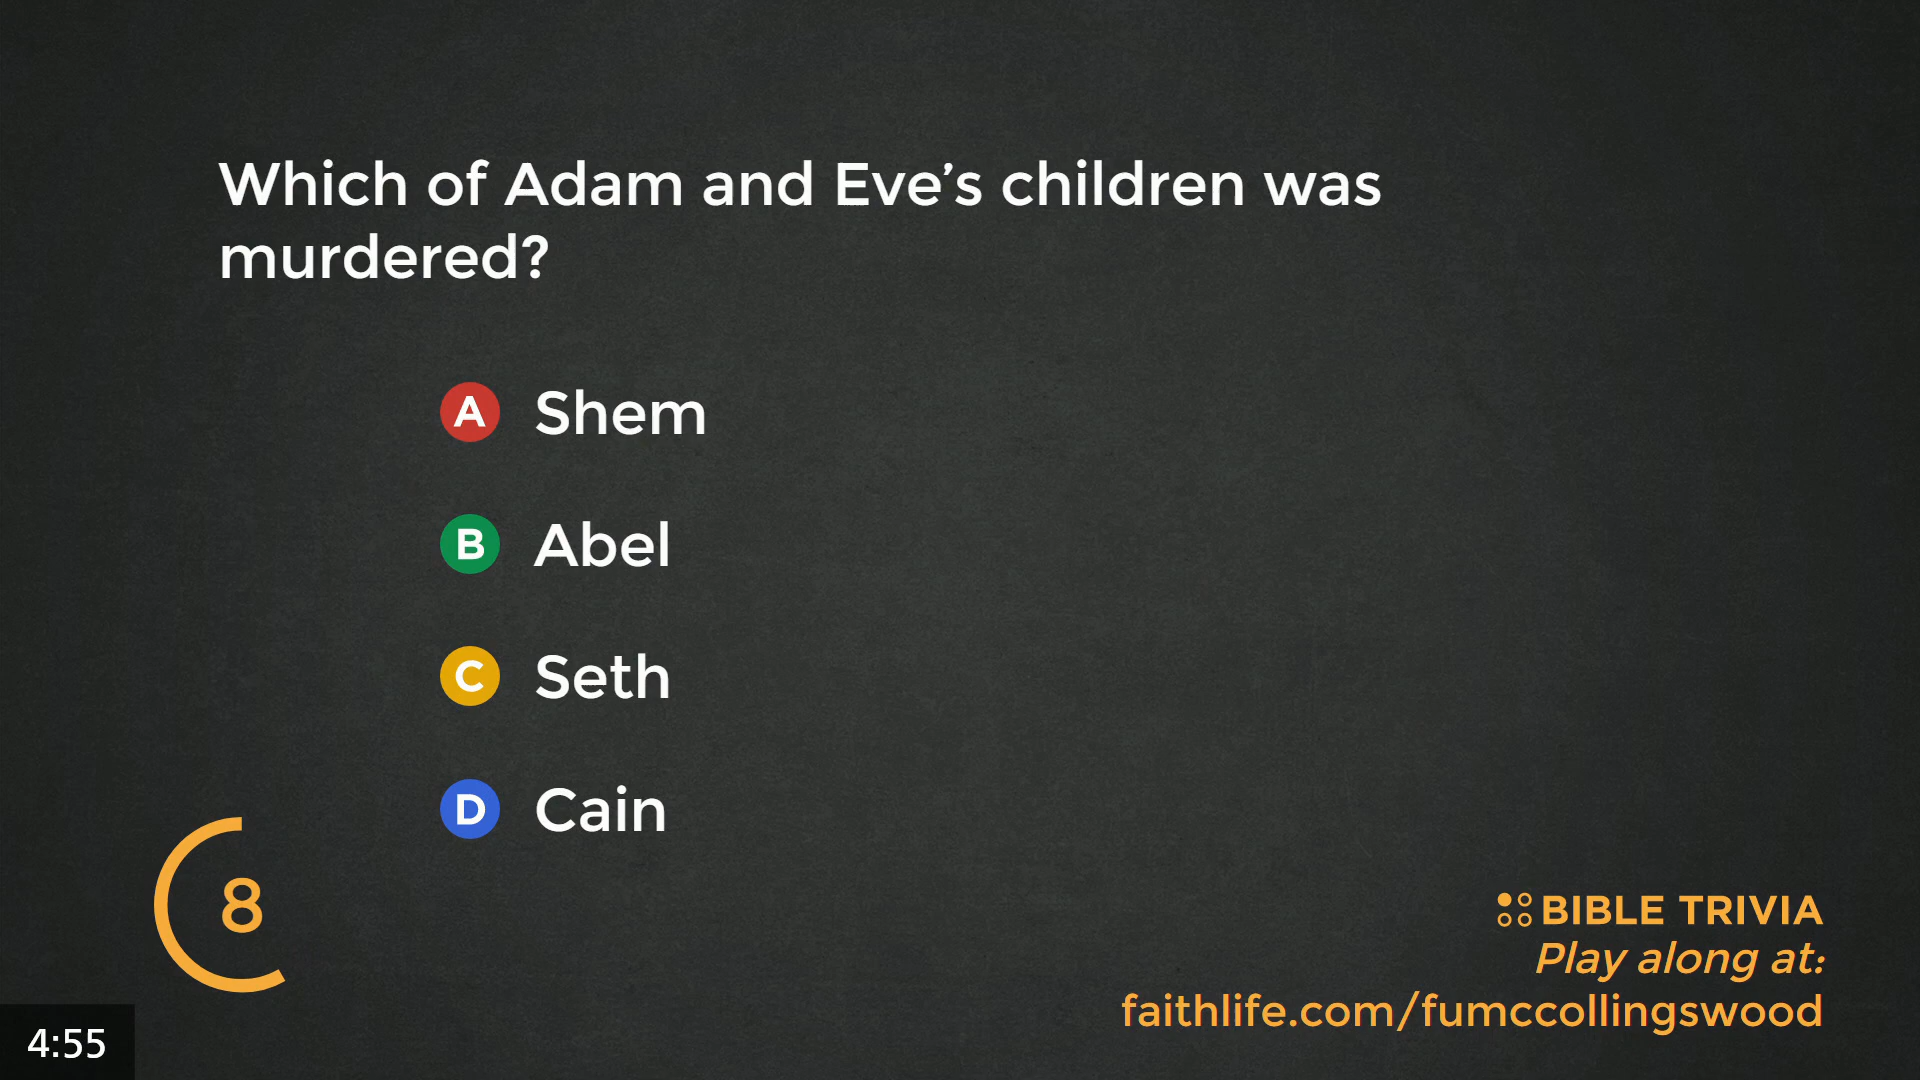 Which of Adam and Eve’s children was
murdered?
A Shem
B Abel
C Seth
D Cain
8
BIBLE TRIVIA
Play along at:
faithlife.com/fumccollingswood
4:55